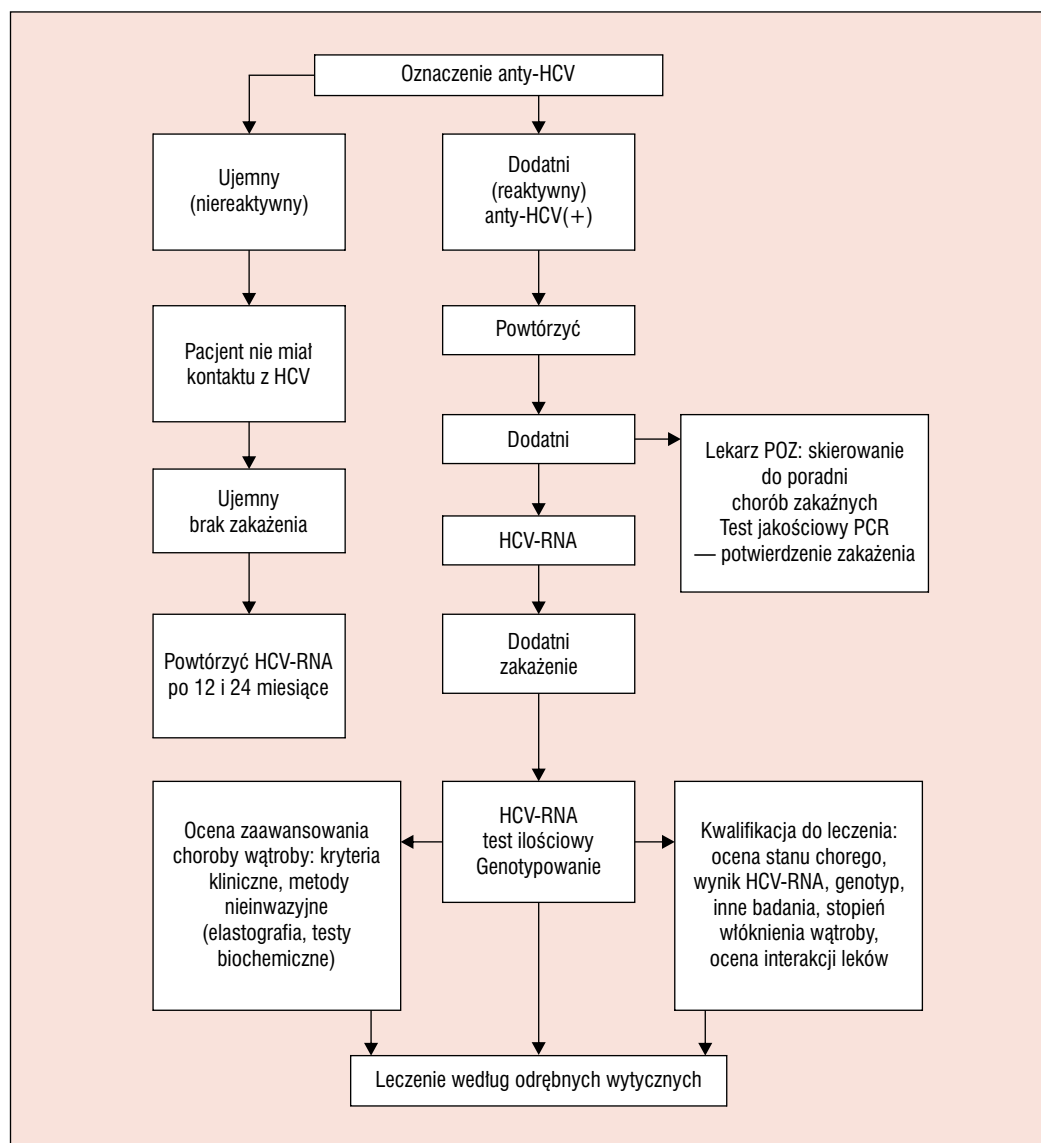 Oznaczenie anty-HCV
Ujemny
(niereaktywny)
Dodatni
(reaktywny)
anty-HCV(+)
Pacjent nie miał
kontaktu z HCV
Powtórzyć
Dodatni
Lekarz POZ: skierowanie
do poradni
chorób zakaźnych
Test jakościowy PCR
— potwierdzenie zakażenia
Ujemny
brak zakażenia
HCV-RNA
Powtórzyć HCV-RNA
po 12 i 24 miesiące
Dodatni
zakażenie
Ocena zaawansowania
choroby wątroby: kryteria
kliniczne, metody
nieinwazyjne
(elastografia, testy
biochemiczne)
HCV-RNA
test ilościowy
Genotypowanie
Kwalifikacja do leczenia:
ocena stanu chorego,
wynik HCV-RNA, genotyp,
inne badania, stopień
włóknienia wątroby,
ocena interakcji leków
Leczenie według odrębnych wytycznych